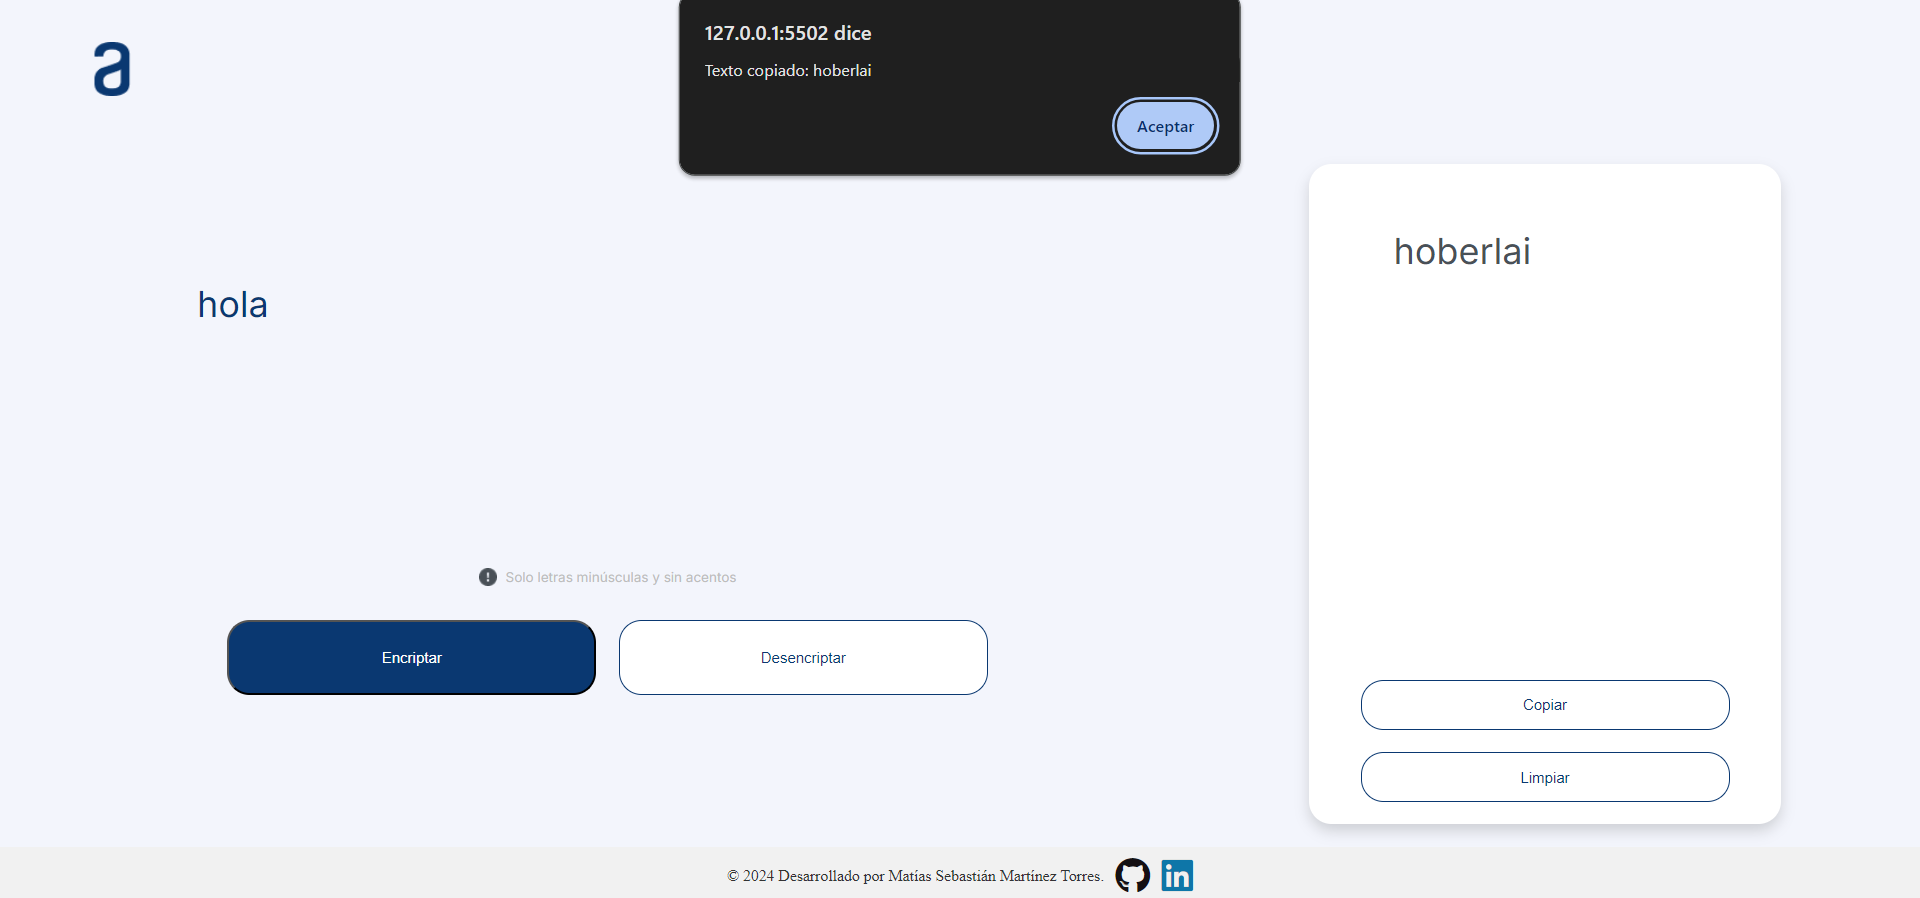 127.0.0.1:5502 dice
Texto copiado: hoberlai
Aceptar
a
hola
hoberlai
! Solo letras minúsculas y sin acentos
Encriptar
Desencriptar
Copiar
Limpiar
© 2024 Desarrollado por Matías Sebastián Martínez Torres.
in